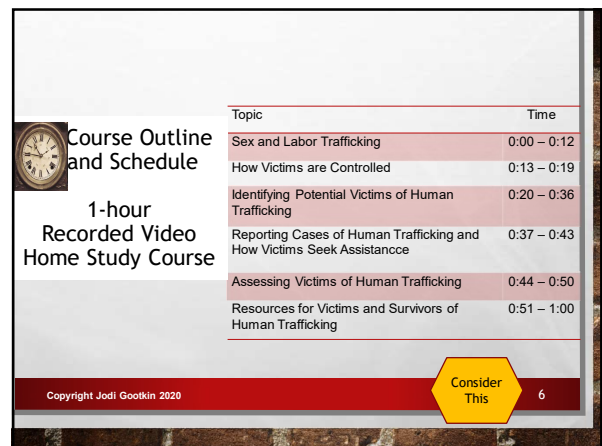 Course Outline
and Schedule
1-hour
Recorded Video
Home Study Course
Topic Time
Sex and Labor Trafficking 0:00 – 0:12
How Victims are Controlled 0:13 – 0:19
Identifying Potential Victims of Human 0:20 – 0:36
Trafficking
Reporting Cases of Human Trafficking and 0:37 – 0:43
How Victims Seek Assistancce
Assessing Victims of Human Trafficking 0:44 – 0:50
Resources for Victims and Survivors of 0:51 – 1:00
Human Trafficking
Consider
This
Copyright Jodi Gootkin 2020 6